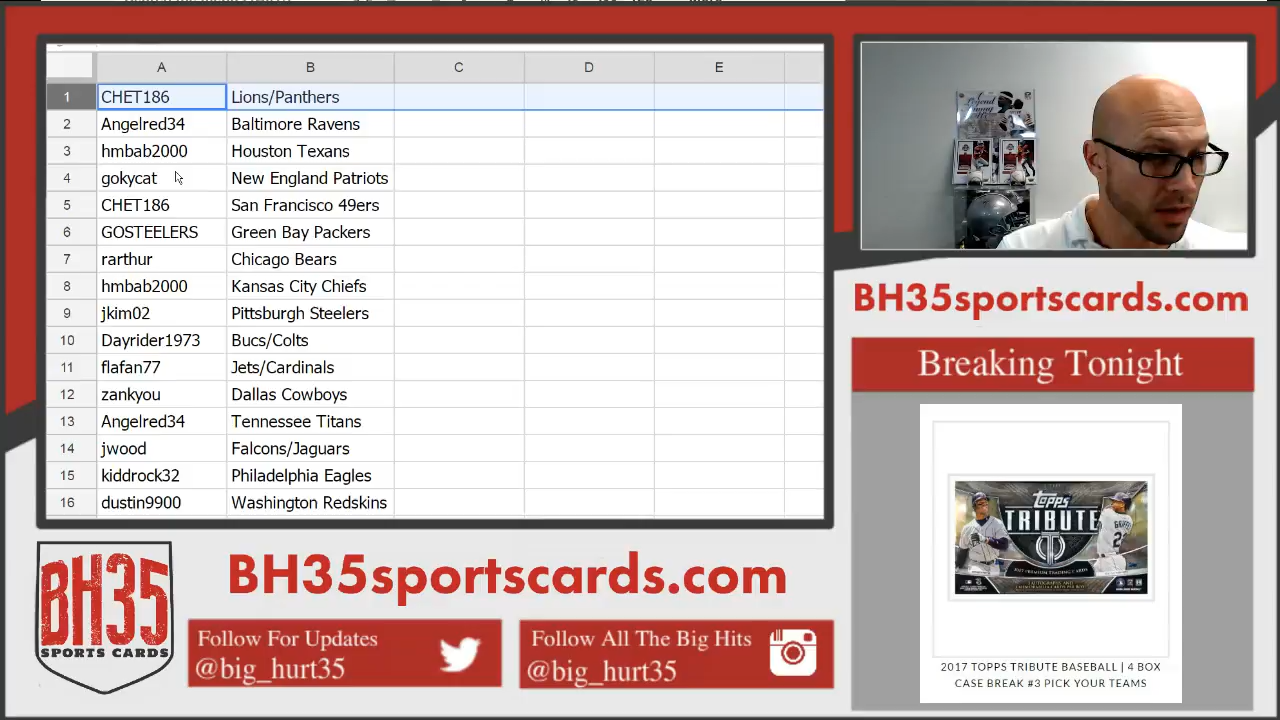 A B C D E
1 CHET186 Lions/Panthers
2 Angelred34 Baltimore Ravens
3 hmbab2000 Houston Texans
4 gokycat New England Patriots
5 CHET186 San Francisco 49ers
6 GOSTEELERS Green Bay Packers
7 rarthur Chicago Bears
8 hmbab2000 Kansas City Chiefs
9 jkim02 Pittsburgh Steelers
10 Dayrider1973 Bucs/Colts
11 flafan77 Jets/Cardinals
12 zankyou Dallas Cowboys
13 Angelred34 Tennessee Titans
14 jwood Falcons/Jaguars
15 kiddrock32 Philadelphia Eagles
16 dustin9900 Washington Redskins
BH35sportscards.com
Breaking Tonight
Topps
TRIBUTE
2017 TOPPS TRIBUTE BASEBALL | 4 BOX
CASE BREAK #3 PICK YOUR TEAMS
BH35
SPORTS CARDS
BH35sportscards.com
Follow For Updates
@big_hurt35
Follow All The Big Hits
@big_hurt35